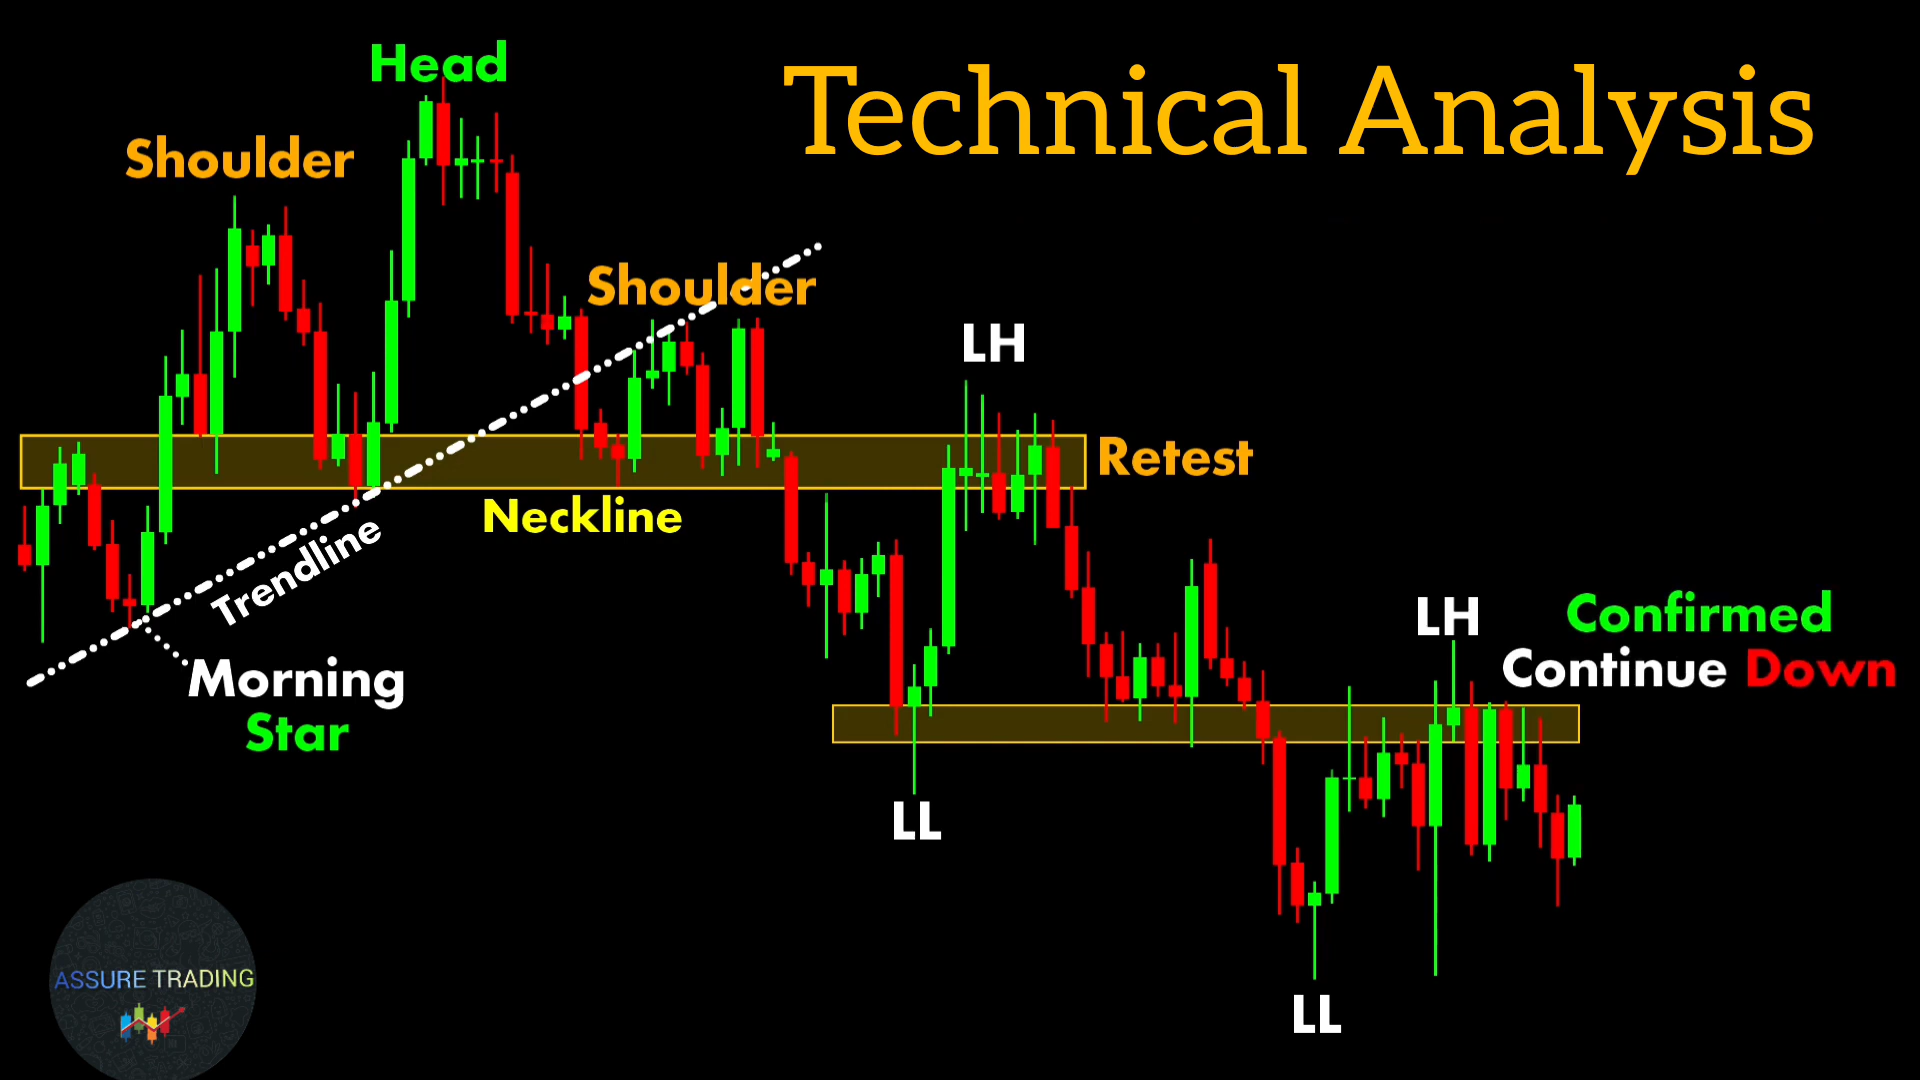 Head
Technical Analysis
Shoulder
Shoulder
LH
Retest
Neckline
Trendline
LH
Confirmed
Continue Down
Morning
Star
LL
ASSURE TRADING
LL